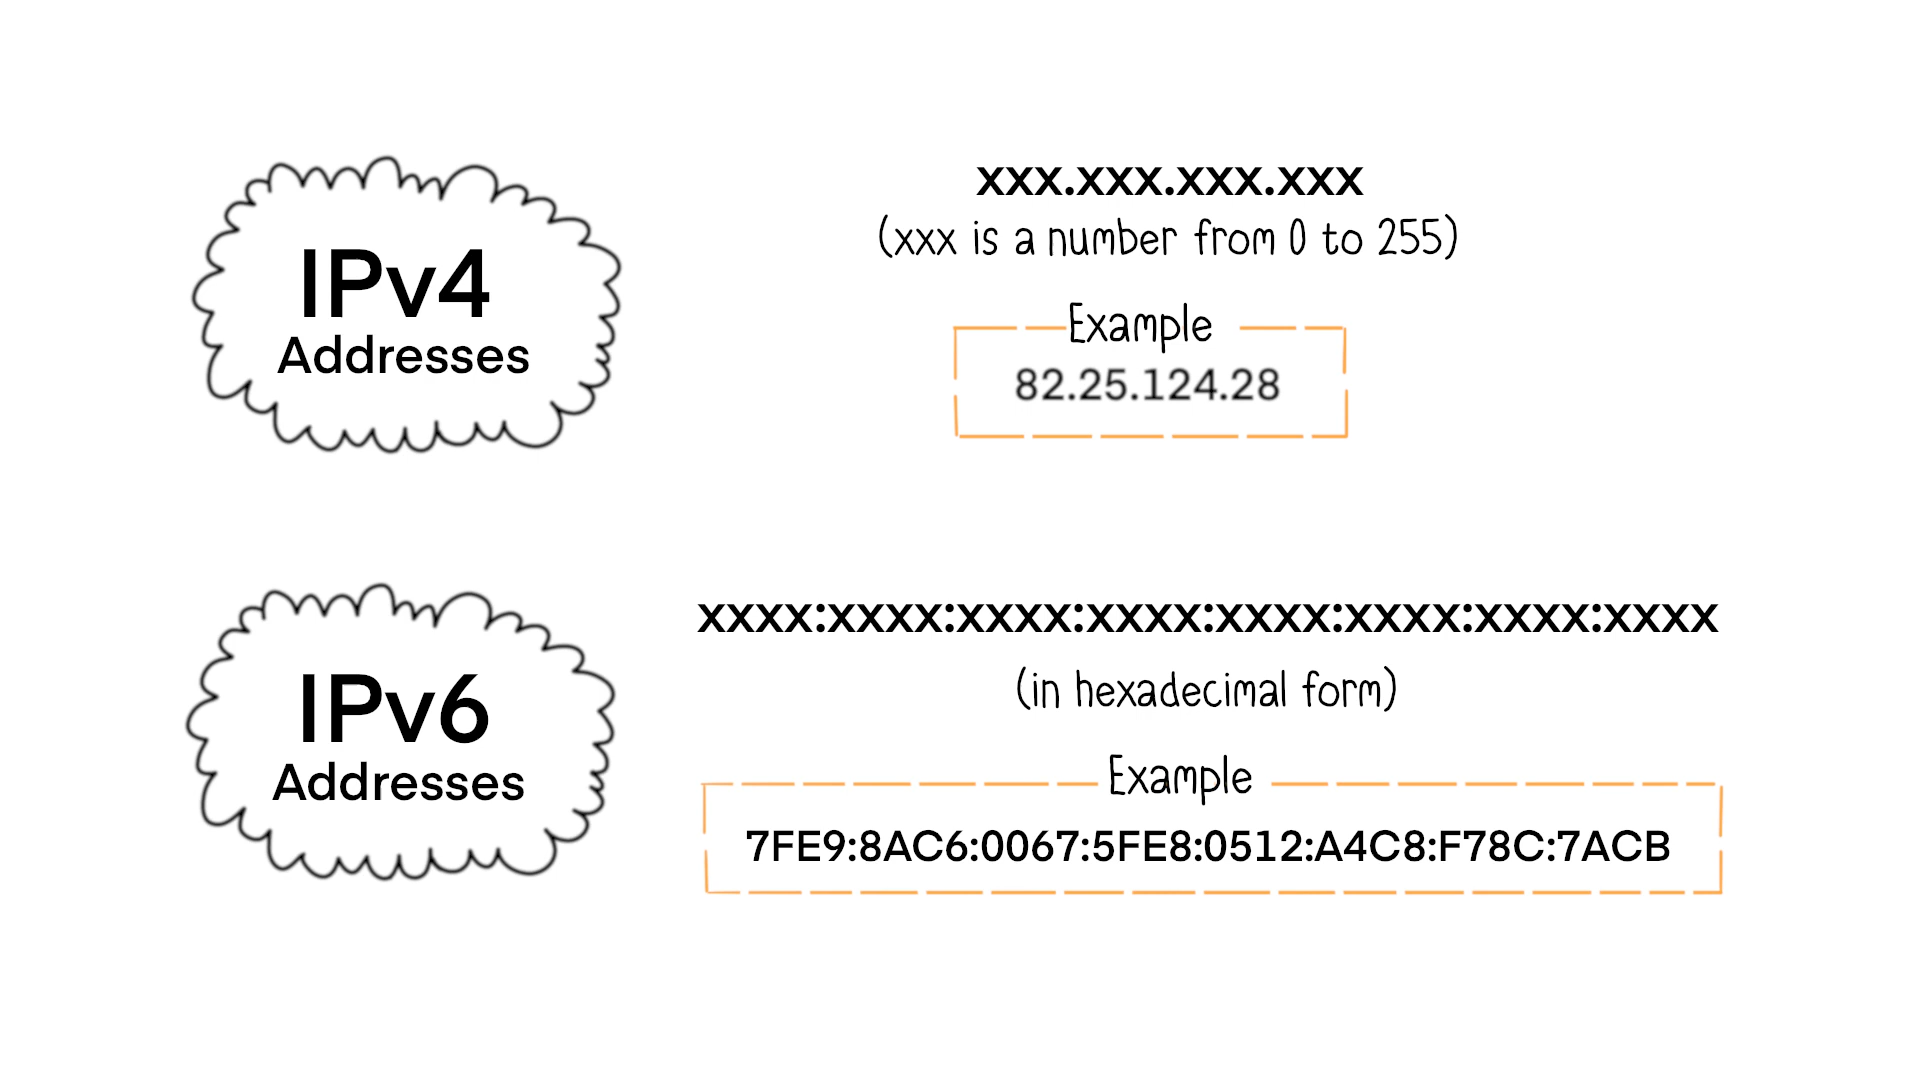 IPv4
Addresses
xxx.xxx.xxx.xxx
(xxx is a number from 0 to 255)
Example
82.25.124.28
IPv6
Addresses
xxxx:xxxx:xxxx:xxxx:xxxx:xxxx:xxxx:xxxx
(in hexadecimal form)
Example
7FE9:8AC6:0067:5FE8:0512:A4C8:F78C:7ACB